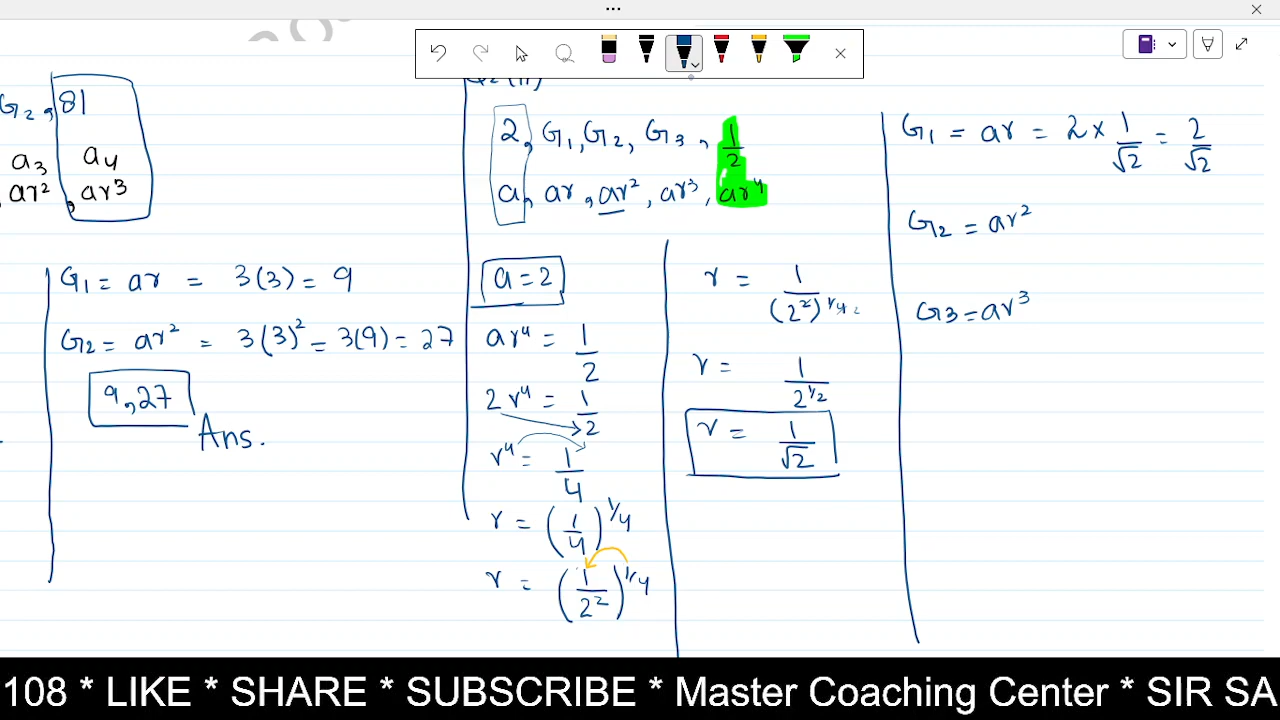 G₂, 81
a₃ a₄
ar², ar³
G₁ = ar = 3(3) = 9
G₂ = ar² = 3(3)² = 3(9) = 27
9, 27
Ans.
2, G₁, G₂, G₃, 1/2
a, ar, ar², ar³, ar⁴
a = 2
ar⁴ = 1/2
2r⁴ = 1/2
r⁴ = 1/4
r = (1/4)^1/4
r = (1/2²)^1/4
r = 1/(2²)^1/4₂
r = 1/2^1/2
r = 1/√2
G₁ = ar = 2 × 1/√2 = 2/√2
G₂ = ar²
G3 = ar³
108 * LIKE * SHARE * SUBSCRIBE * Master Coaching Center * SIR SA